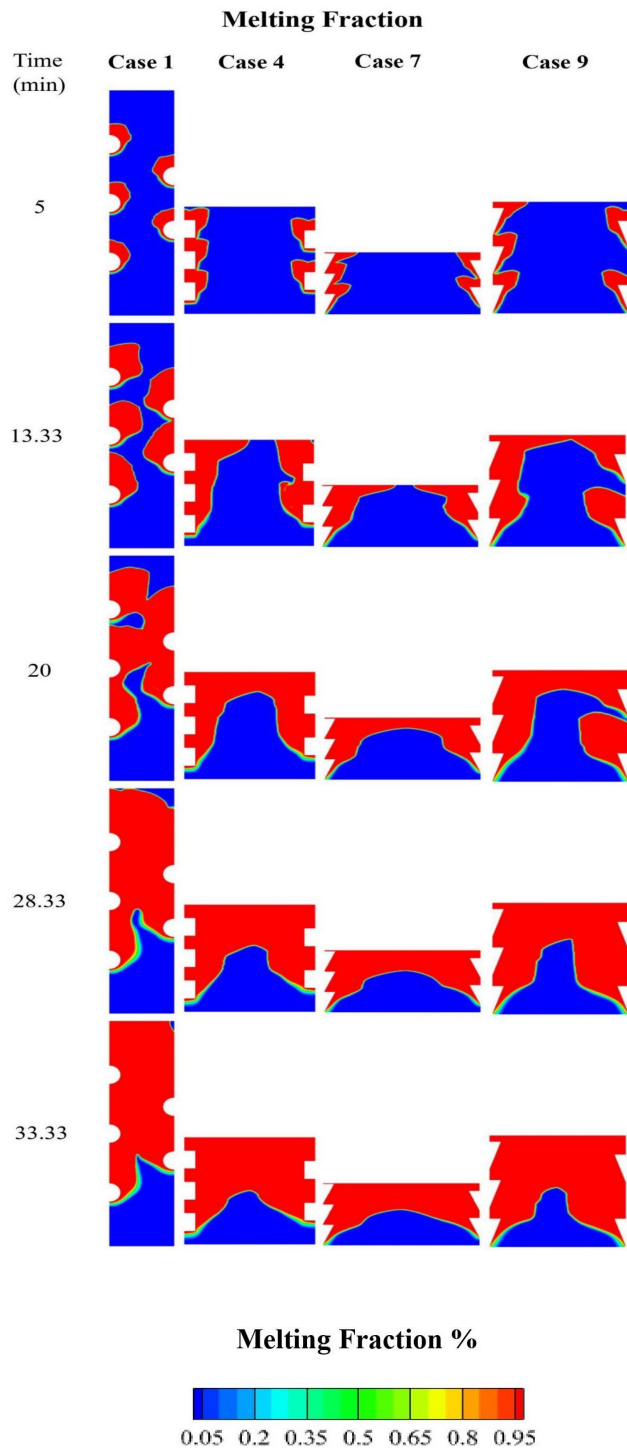 Melting Fraction
Time
(min)
Case 1 Case 4 Case 7 Case 9
5
13.33
20
28.33
33.33
Melting Fraction %
0.05 0.2 0.35 0.5 0.65 0.8 0.95